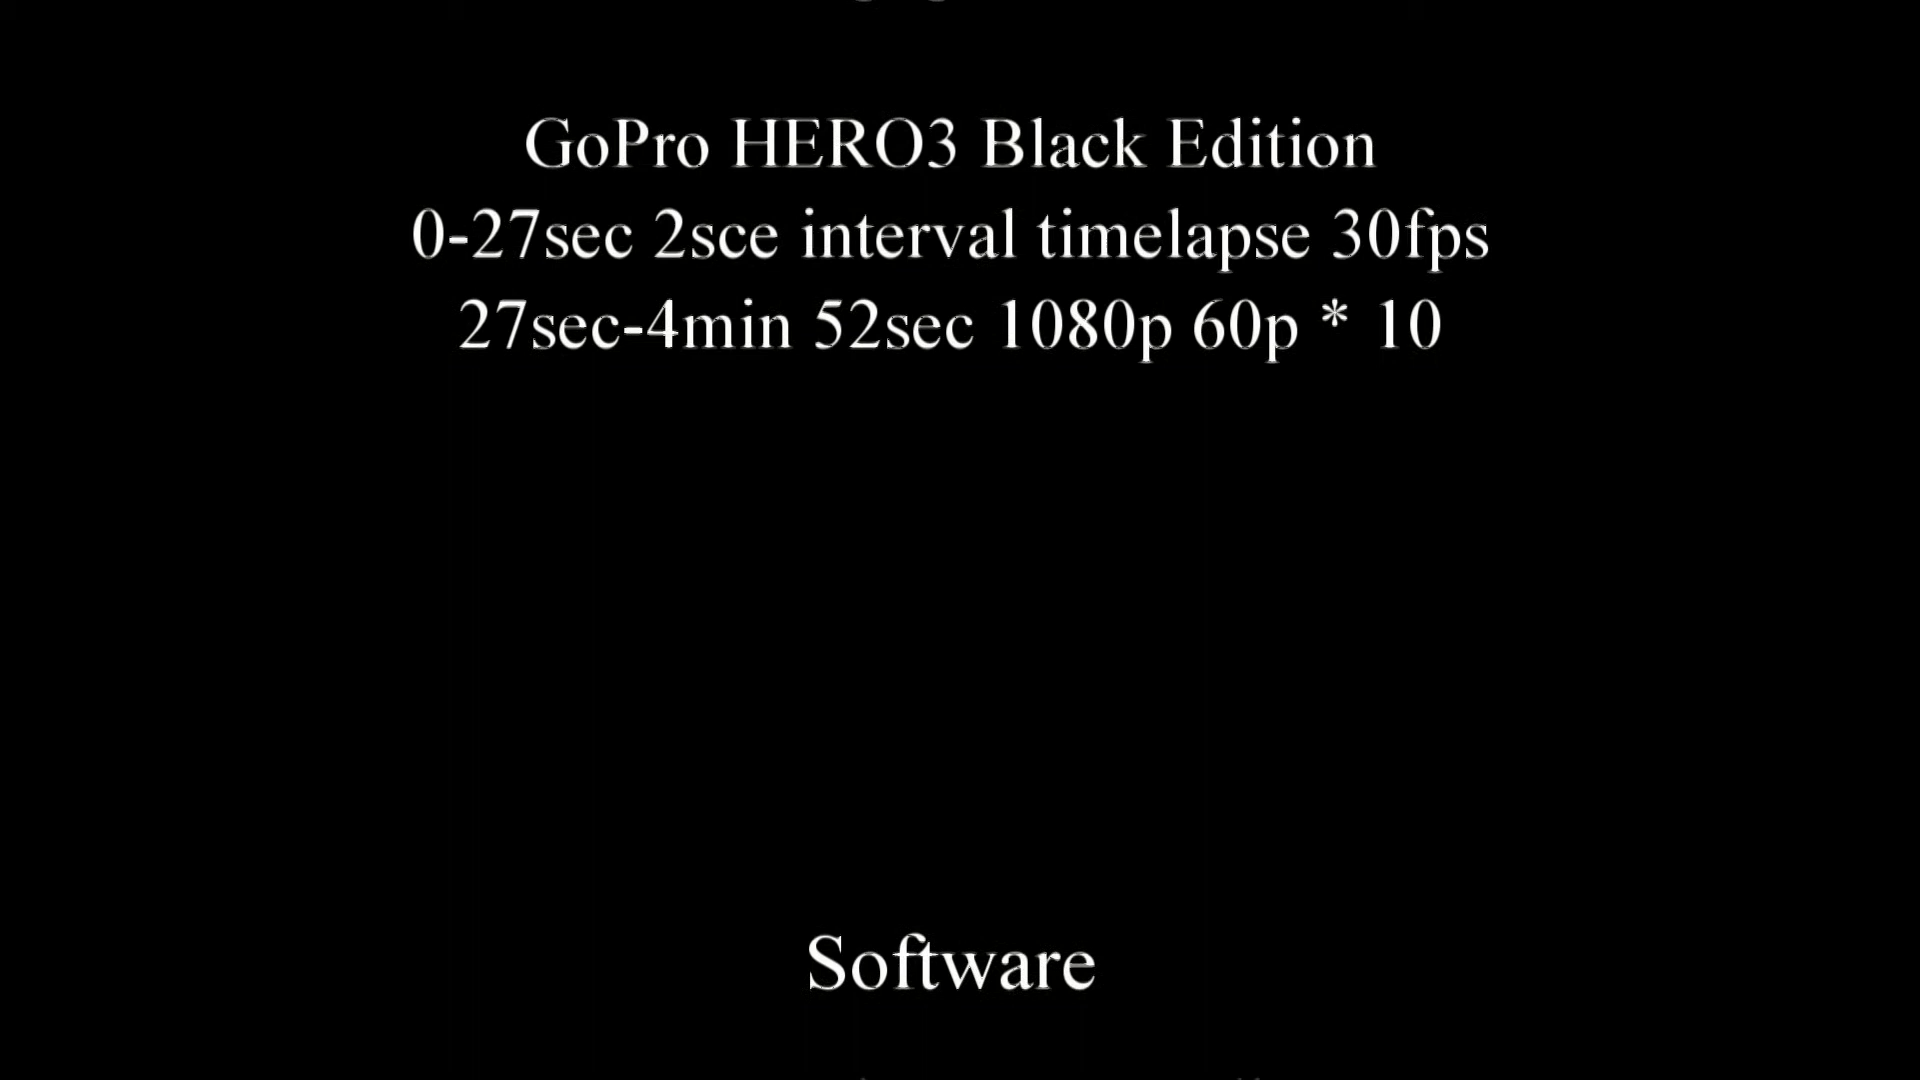 GoPro HERO3 Black Edition
0-27sec 2sce interval timelapse 30fps
27sec-4min 52sec 1080p 60p * 10
Software